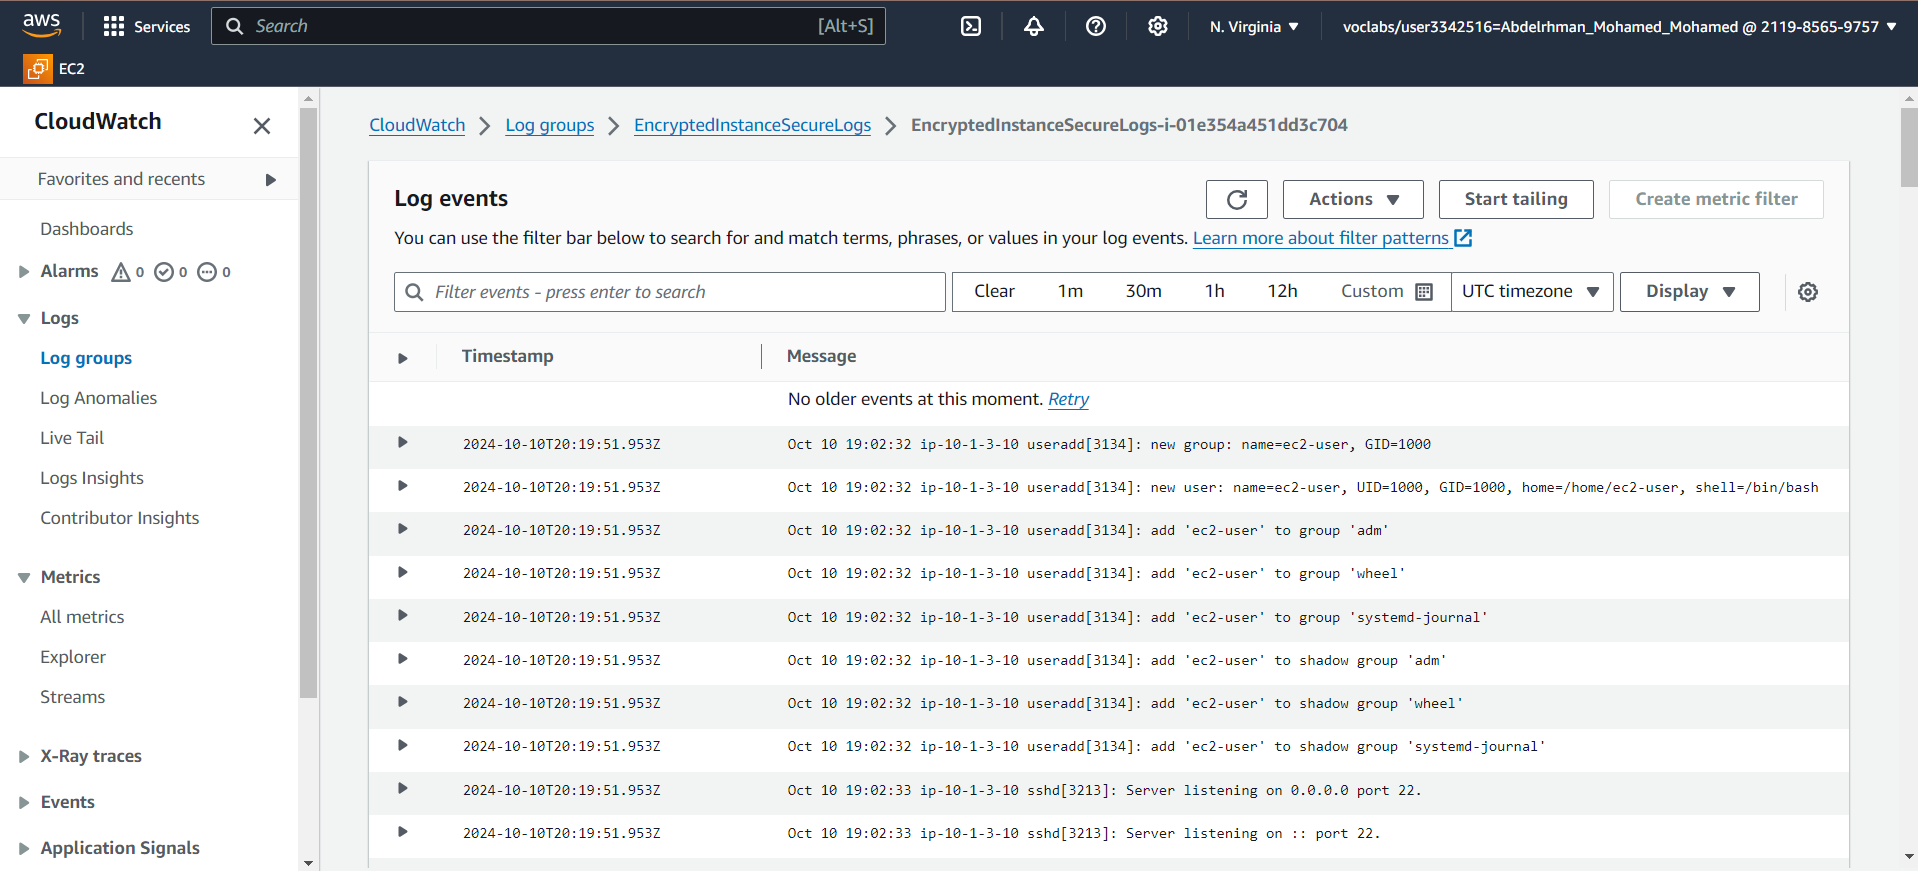 aws
Services
Search [Alt+S]
N. Virginia
voclabs/user3342516=Abdelrhman_Mohamed_Mohamed @ 2119-8565-9757
EC2
CloudWatch
Favorites and recents
Dashboards
Alarms 0 0 0
Logs
Log groups
Log Anomalies
Live Tail
Logs Insights
Contributor Insights
Metrics
All metrics
Explorer
Streams
X-Ray traces
Events
Application Signals
CloudWatch Log groups EncryptedInstanceSecureLogs EncryptedInstanceSecureLogs-i-01e354a451dd3c704
Log events
Actions
Start tailing
Create metric filter
You can use the filter bar below to search for and match terms, phrases, or values in your log events. Learn more about filter patterns
Filter events - press enter to search
Clear 1m 30m 1h 12h Custom UTC timezone Display
Timestamp Message
No older events at this moment. Retry
2024-10-10T20:19:51.953Z Oct 10 19:02:32 ip-10-1-3-10 useradd[3134]: new group: name=ec2-user, GID=1000
2024-10-10T20:19:51.953Z Oct 10 19:02:32 ip-10-1-3-10 useradd[3134]: new user: name=ec2-user, UID=1000, GID=1000, home=/home/ec2-user, shell=/bin/bash
2024-10-10T20:19:51.953Z Oct 10 19:02:32 ip-10-1-3-10 useradd[3134]: add 'ec2-user' to group 'adm'
2024-10-10T20:19:51.953Z Oct 10 19:02:32 ip-10-1-3-10 useradd[3134]: add 'ec2-user' to group 'wheel'
2024-10-10T20:19:51.953Z Oct 10 19:02:32 ip-10-1-3-10 useradd[3134]: add 'ec2-user' to group 'systemd-journal'
2024-10-10T20:19:51.953Z Oct 10 19:02:32 ip-10-1-3-10 useradd[3134]: add 'ec2-user' to shadow group 'adm'
2024-10-10T20:19:51.953Z Oct 10 19:02:32 ip-10-1-3-10 useradd[3134]: add 'ec2-user' to shadow group 'wheel'
2024-10-10T20:19:51.953Z Oct 10 19:02:32 ip-10-1-3-10 useradd[3134]: add 'ec2-user' to shadow group 'systemd-journal'
2024-10-10T20:19:51.953Z Oct 10 19:02:33 ip-10-1-3-10 sshd[3213]: Server listening on 0.0.0.0 port 22.
2024-10-10T20:19:51.953Z Oct 10 19:02:33 ip-10-1-3-10 sshd[3213]: Server listening on :: port 22.